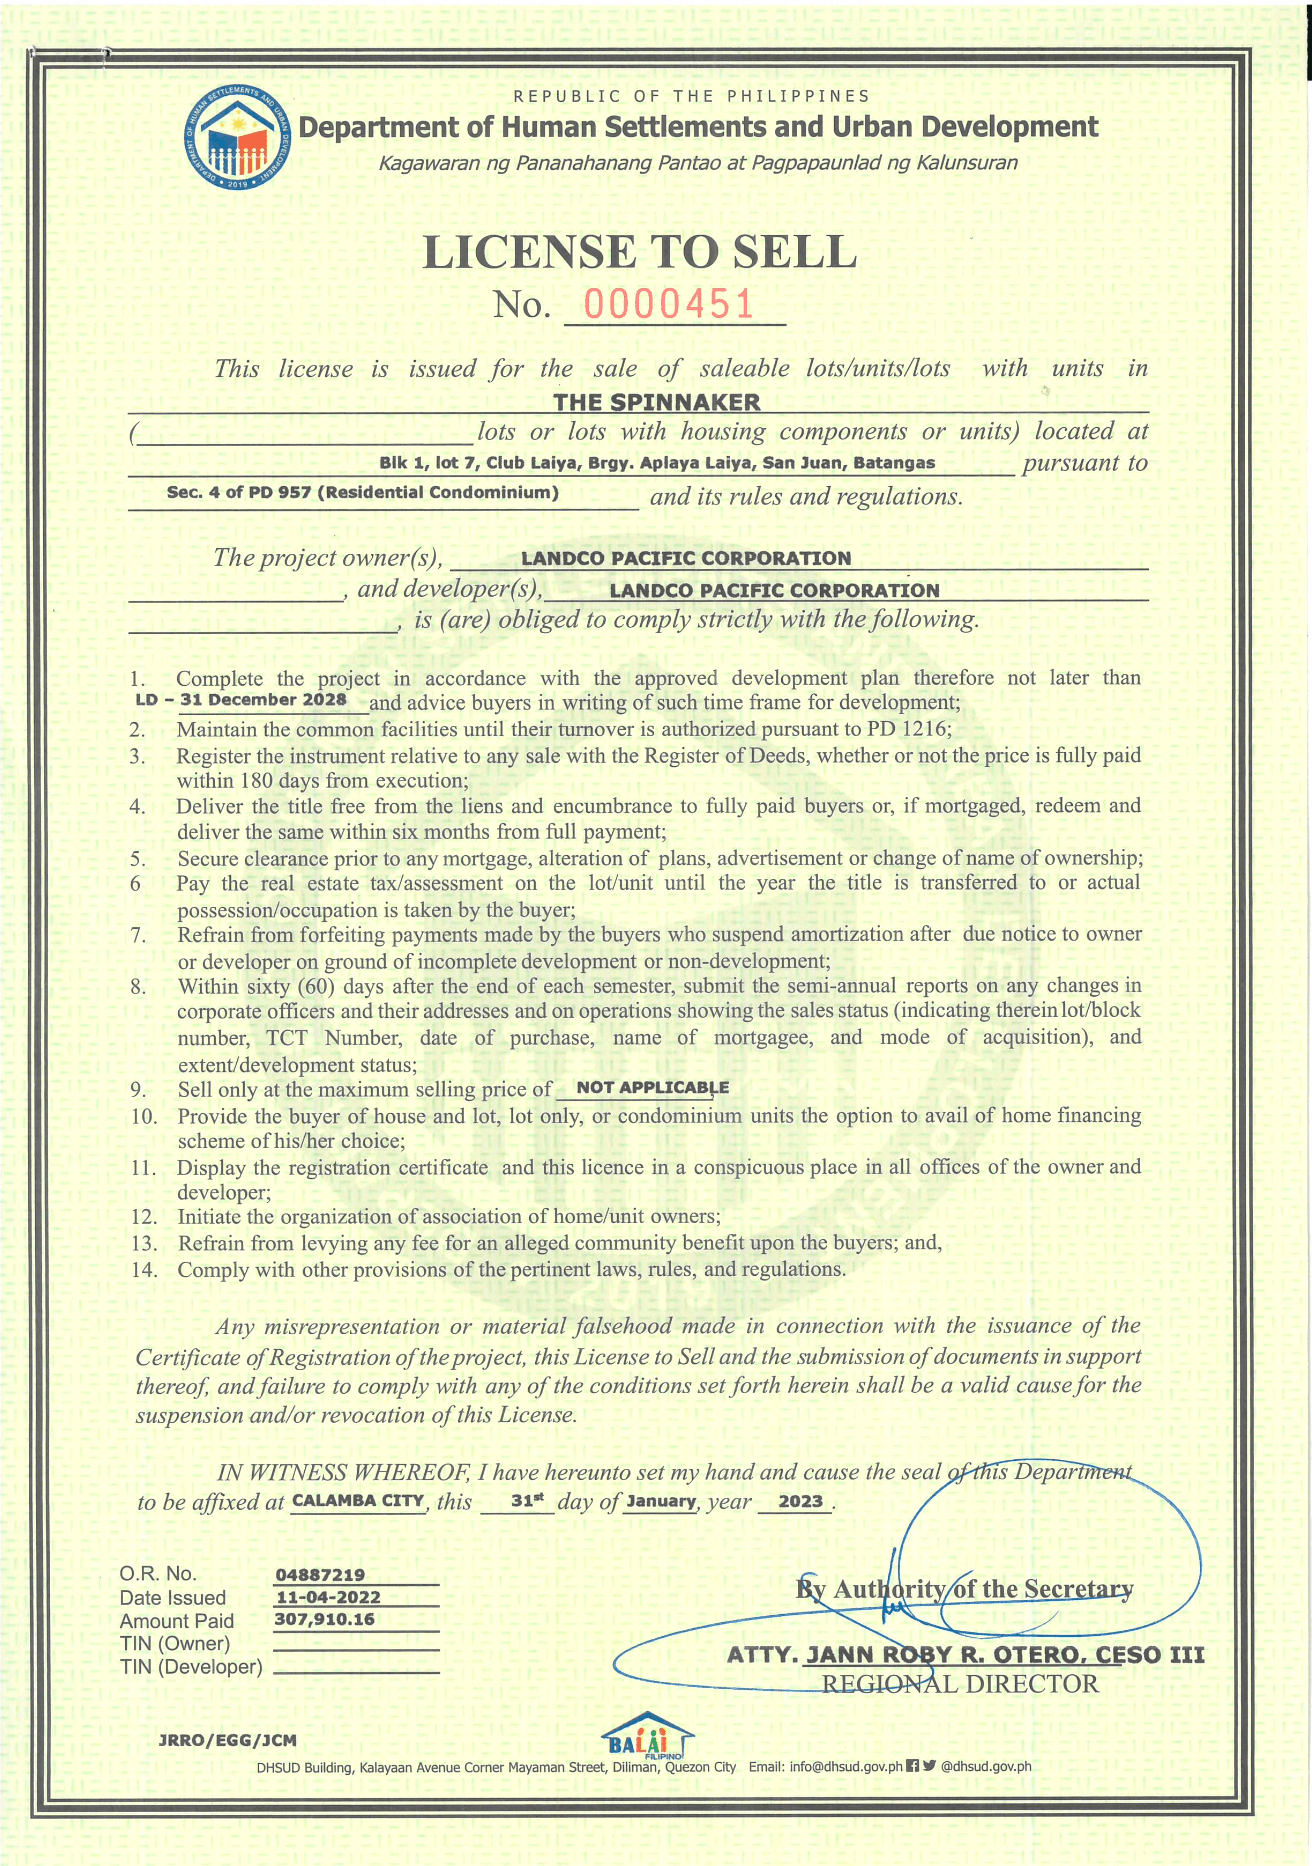 REPUBLIC OF THE PHILIPPINES
Department of Human Settlements and Urban Development
Kagawaran ng Pananahanang Pantao at Pagpapaunlad ng Kalunsuran
DEPARTMENT OF HUMAN SETTLEMENTS AND URBAN DEVELOPMENT
• 2019 •
LICENSE TO SELL
No. 0000451
This license is issued for the sale of saleable lots/units/lots with units in
THE SPINNAKER
(____ lots or lots with housing components or units) located at
Blk 1, lot 7, Club Laiya, Brgy. Aplaya Laiya, San Juan, Batangas pursuant to
Sec. 4 of PD 957 (Residential Condominium) and its rules and regulations.
The project owner(s), LANDCO PACIFIC CORPORATION
____, and developer(s), LANDCO PACIFIC CORPORATION
____, is (are) obliged to comply strictly with the following.
1. Complete the project in accordance with the approved development plan therefore not later than
LD – 31 December 2028 and advice buyers in writing of such time frame for development;
2. Maintain the common facilities until their turnover is authorized pursuant to PD 1216;
3. Register the instrument relative to any sale with the Register of Deeds, whether or not the price is fully paid
within 180 days from execution;
4. Deliver the title free from the liens and encumbrance to fully paid buyers or, if mortgaged, redeem and
deliver the same within six months from full payment;
5. Secure clearance prior to any mortgage, alteration of plans, advertisement or change of name of ownership;
6 Pay the real estate tax/assessment on the lot/unit until the year the title is transferred to or actual
possession/occupation is taken by the buyer;
7. Refrain from forfeiting payments made by the buyers who suspend amortization after due notice to owner
or developer on ground of incomplete development or non-development;
8. Within sixty (60) days after the end of each semester, submit the semi-annual reports on any changes in
corporate officers and their addresses and on operations showing the sales status (indicating therein lot/block
number, TCT Number, date of purchase, name of mortgagee, and mode of acquisition), and
extent/development status;
9. Sell only at the maximum selling price of NOT APPLICABLE
10. Provide the buyer of house and lot, lot only, or condominium units the option to avail of home financing
scheme of his/her choice;
11. Display the registration certificate and this licence in a conspicuous place in all offices of the owner and
developer;
12. Initiate the organization of association of home/unit owners;
13. Refrain from levying any fee for an alleged community benefit upon the buyers; and,
14. Comply with other provisions of the pertinent laws, rules, and regulations.
Any misrepresentation or material falsehood made in connection with the issuance of the
Certificate of Registration of the project, this License to Sell and the submission of documents in support
thereof, and failure to comply with any of the conditions set forth herein shall be a valid cause for the
suspension and/or revocation of this License.
IN WITNESS WHEREOF, I have hereunto set my hand and cause the seal of this Department
to be affixed at CALAMBA CITY, this 31st day of January, year 2023.
O.R. No. 04887219
Date Issued 11-04-2022
Amount Paid 307,910.16
TIN (Owner)
TIN (Developer)
By Authority of the Secretary
ATTY. JANN ROBY R. OTERO, CESO III
REGIONAL DIRECTOR
JRRO/EGG/JCM
BALAI
FILIPINO
DHSUD Building, Kalayaan Avenue Corner Mayaman Street, Diliman, Quezon City Email: info@dhsud.gov.ph @dhsud.gov.ph